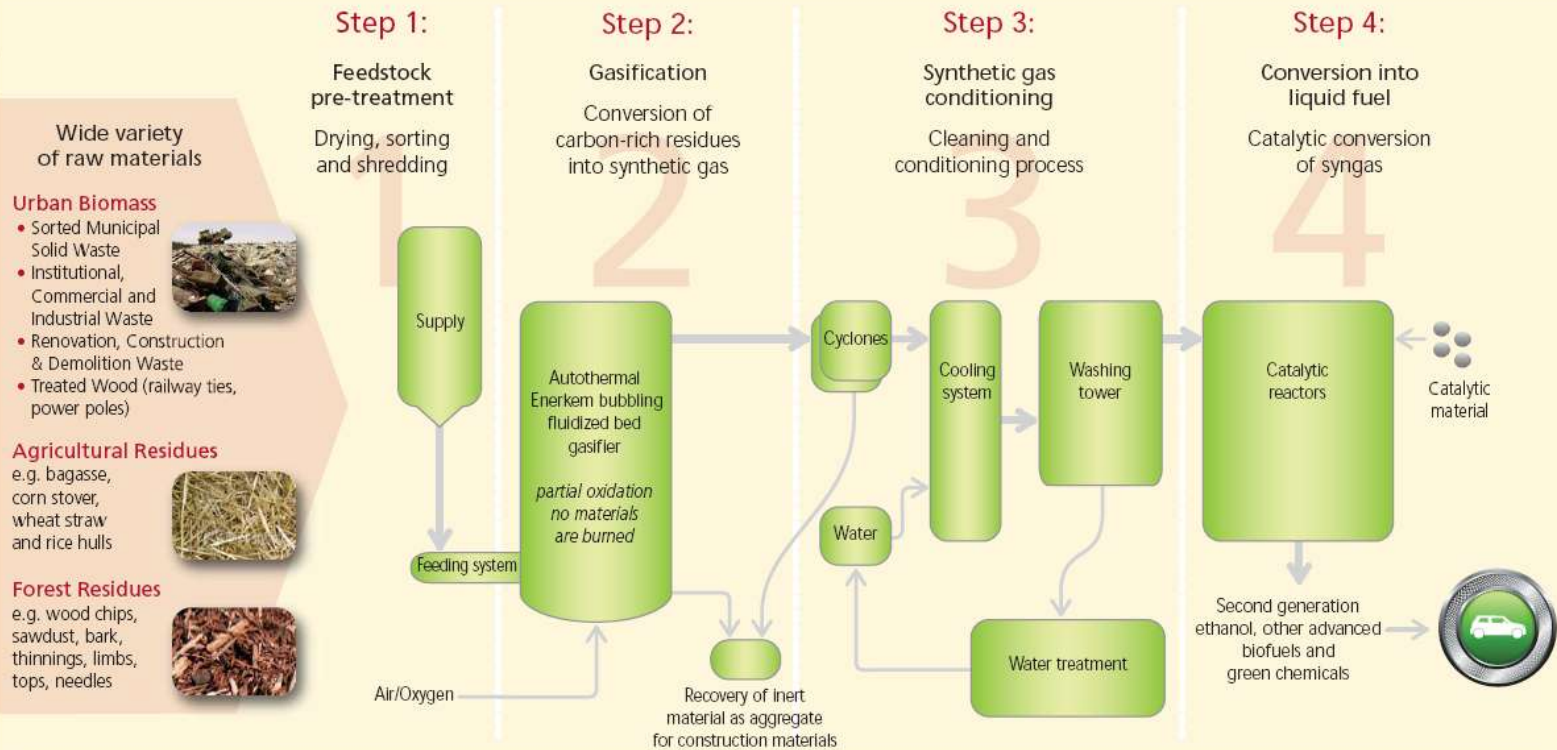 Step 1:
Feedstock
pre-treatment
Drying, sorting
and shredding
1
Step 2:
Gasification
Conversion of
carbon-rich residues
into synthetic gas
2
Step 3:
Synthetic gas
conditioning
Cleaning and
conditioning process
3
Step 4:
Conversion into
liquid fuel
Catalytic conversion
of syngas
4
Wide variety
of raw materials
Urban Biomass
• Sorted Municipal
Solid Waste
• Institutional,
Commercial and
Industrial Waste
• Renovation, Construction
& Demolition Waste
• Treated Wood (railway ties,
power poles)
Agricultural Residues
e.g. bagasse,
corn stover,
wheat straw
and rice hulls
Forest Residues
e.g. wood chips,
sawdust, bark,
thinnings, limbs,
tops, needles
Supply
Feeding system
Air/Oxygen
Autothermal
Enerkem bubbling
fluidized bed
gasifier
partial oxidation
no materials
are burned
Recovery of inert
material as aggregate
for construction materials
Cyclones
Cooling
system
Washing
tower
Water
Water treatment
Catalytic
reactors
Catalytic
material
Second generation
ethanol, other advanced
biofuels and
green chemicals